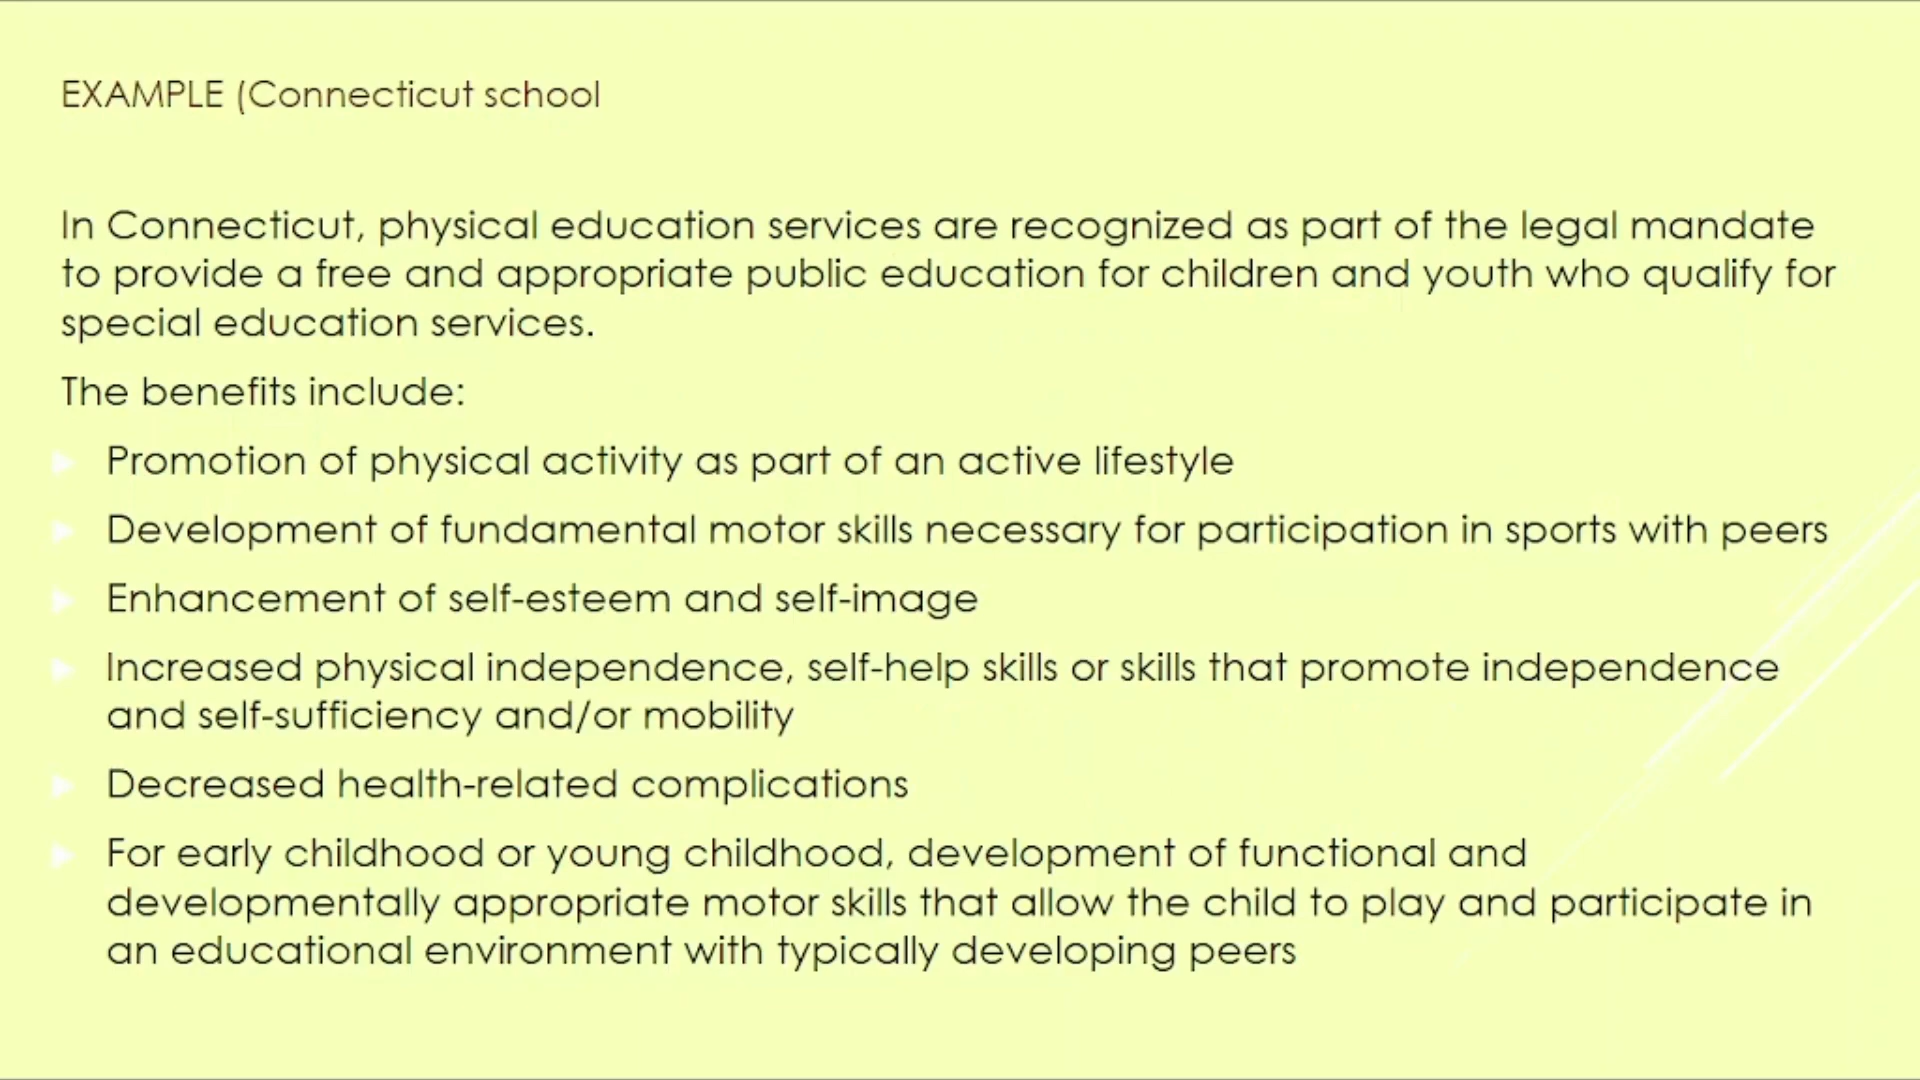 EXAMPLE (Connecticut school
In Connecticut, physical education services are recognized as part of the legal mandate
to provide a free and appropriate public education for children and youth who qualify for
special education services.
The benefits include:
Promotion of physical activity as part of an active lifestyle
Development of fundamental motor skills necessary for participation in sports with peers
Enhancement of self-esteem and self-image
Increased physical independence, self-help skills or skills that promote independence
and self-sufficiency and/or mobility
Decreased health-related complications
For early childhood or young childhood, development of functional and
developmentally appropriate motor skills that allow the child to play and participate in
an educational environment with typically developing peers